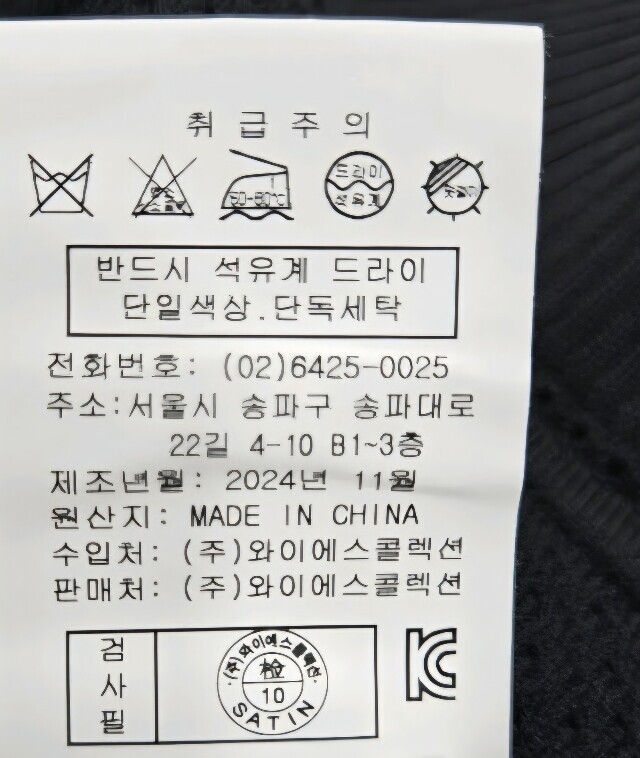 취급주의
드라이
석유계
반드시 석유계 드라이
단일색상.단독세탁
전화번호: (02)6425-0025
주소:서울시 송파구 송파대로
22길 4-10 B1~3층
제조년월: 2024년 11월
원산지: MADE IN CHINA
수입처: (주)와이에스콜렉션
판매처: (주)와이에스콜렉션
검사필
(주)와이에스콜렉션
検
10
SATIN